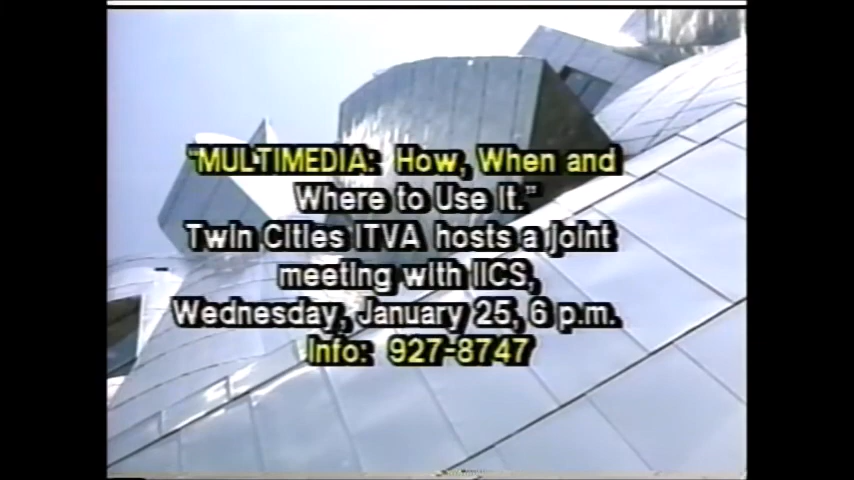 "MULTIMEDIA: How, When and
Where to Use It."
Twin Cities ITVA hosts a joint
meeting with IICS,
Wednesday, January 25, 6 p.m.
Info: 927-8747